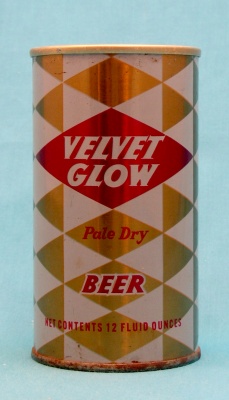 VELVET
GLOW
Pale Dry
BEER
NET CONTENTS 12 FLUID OUNCES